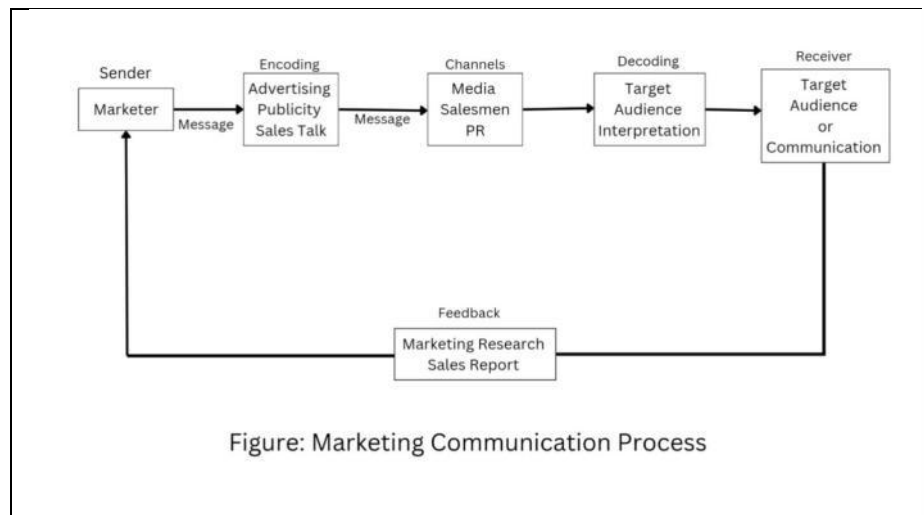 Sender
Marketer
Message
Encoding
Advertising
Publicity
Sales Talk
Message
Channels
Media
Salesmen
PR
Decoding
Target
Audience
Interpretation
Receiver
Target
Audience
or
Communication
Feedback
Marketing Research
Sales Report
Figure: Marketing Communication Process